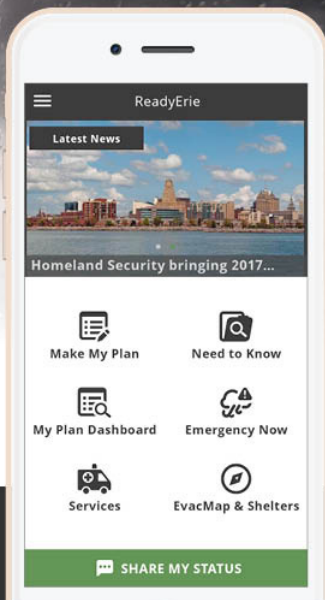 ReadyErie
Latest News
Homeland Security bringing 2017...
Make My Plan
Need to Know
My Plan Dashboard
Emergency Now
Services
EvacMap & Shelters
SHARE MY STATUS